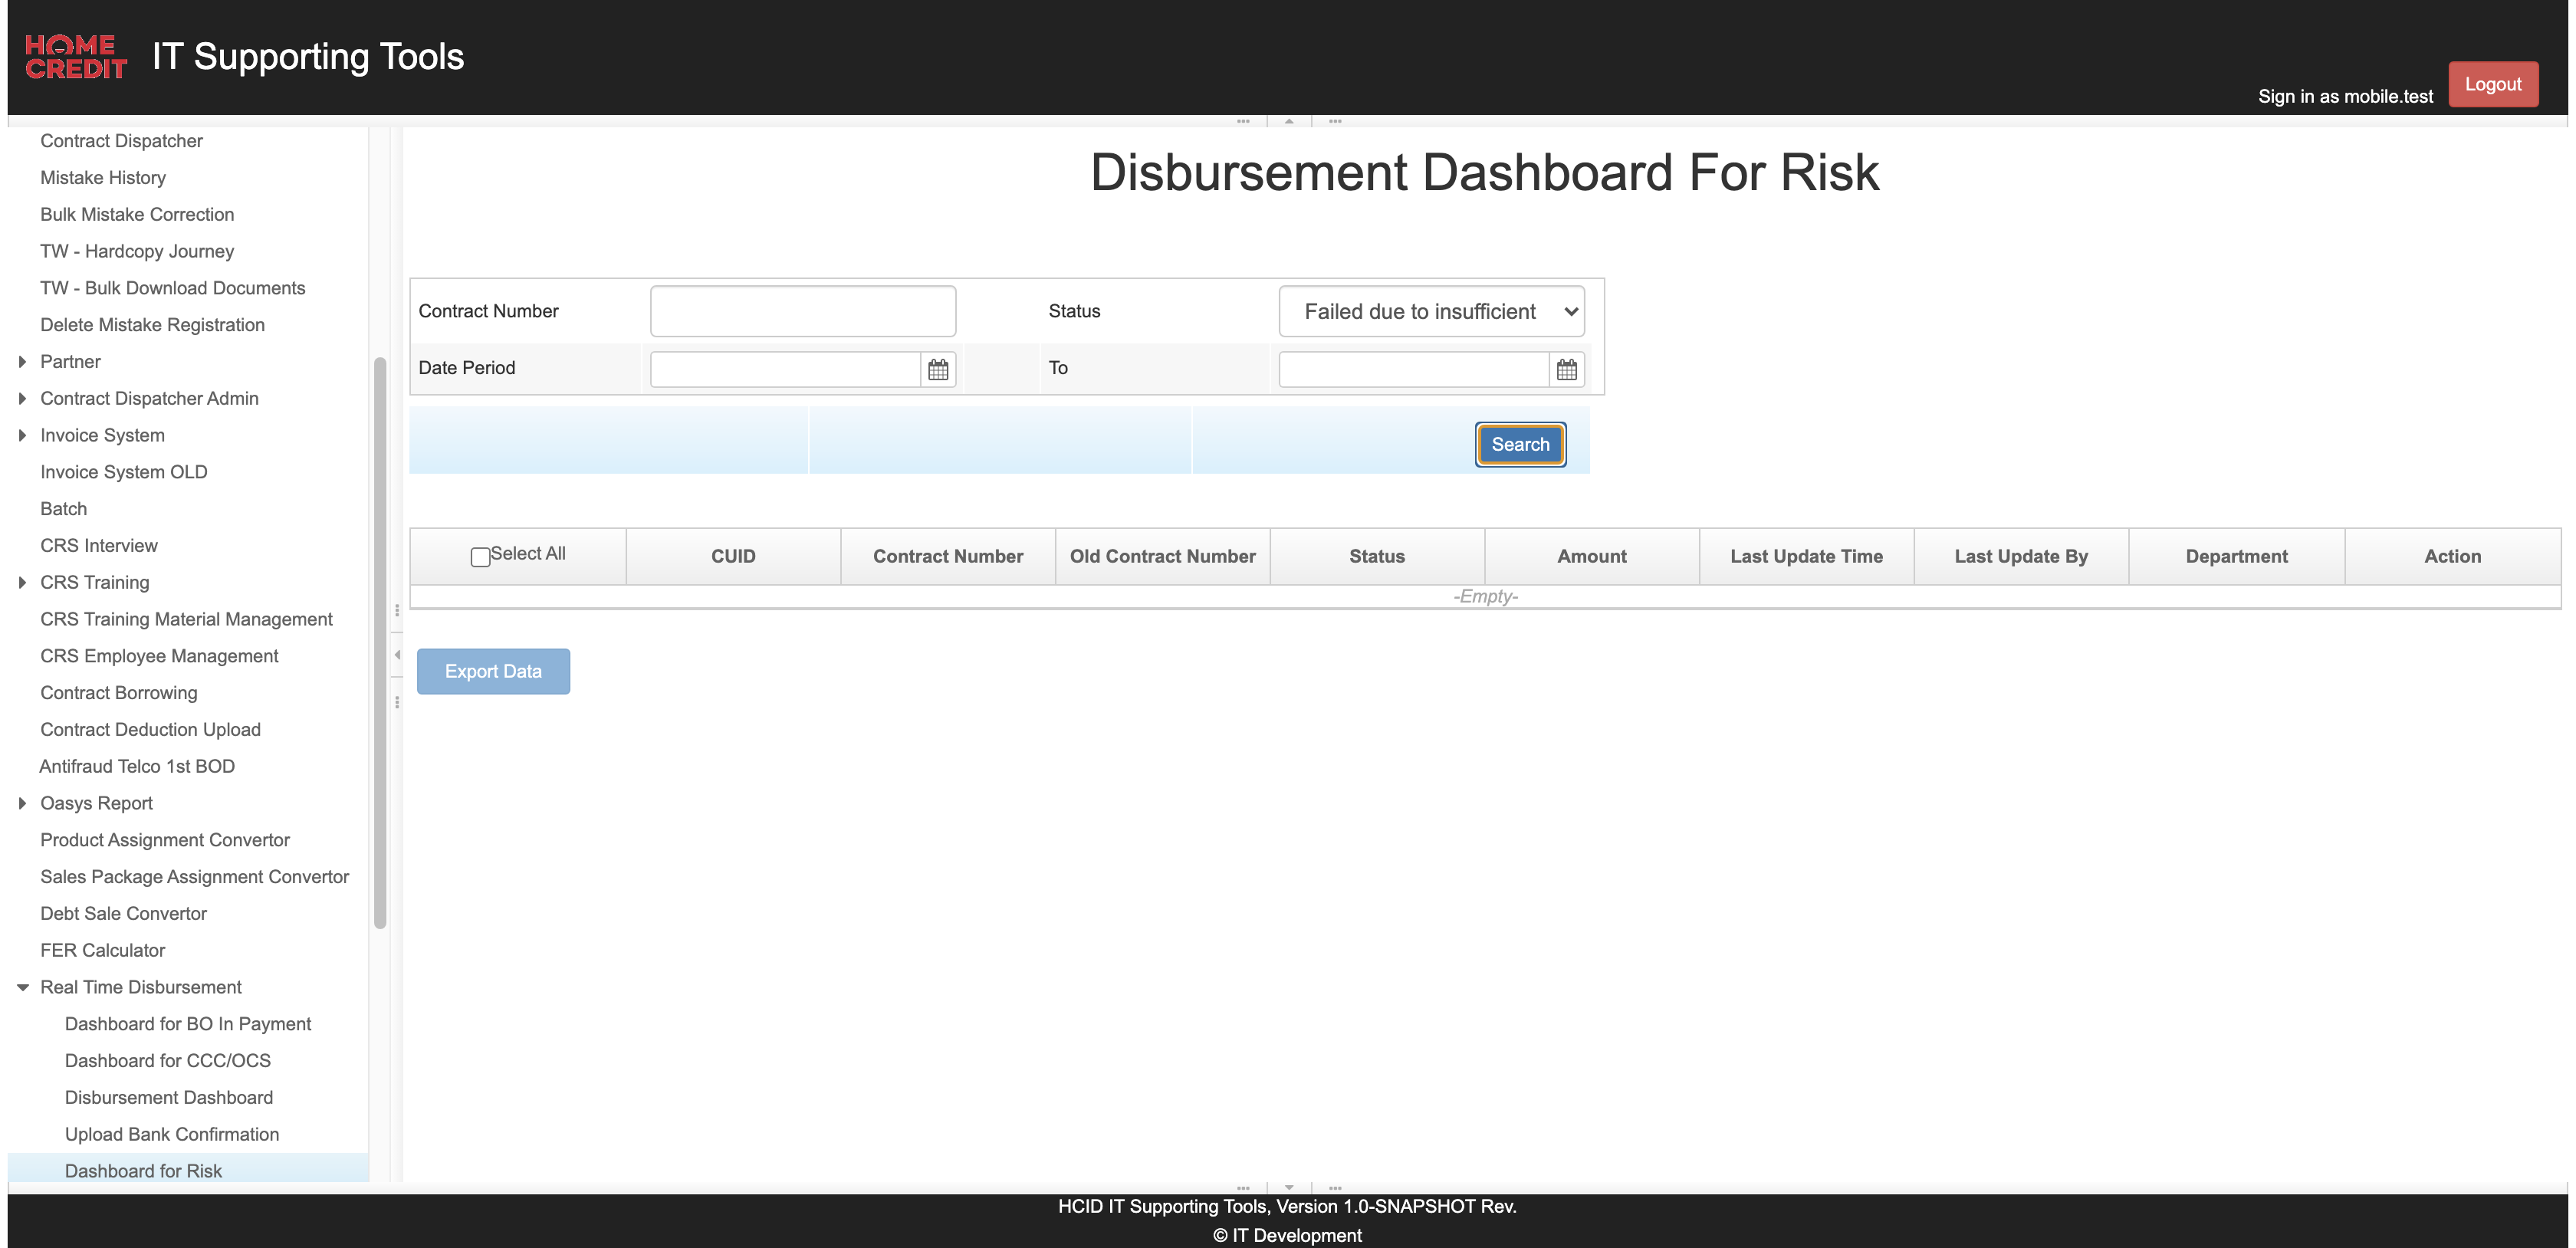 HOME
CREDIT
IT Supporting Tools
Sign in as mobile.test
Logout
Contract Dispatcher
Mistake History
Bulk Mistake Correction
TW - Hardcopy Journey
TW - Bulk Download Documents
Delete Mistake Registration
Partner
Contract Dispatcher Admin
Invoice System
Invoice System OLD
Batch
CRS Interview
CRS Training
CRS Training Material Management
CRS Employee Management
Contract Borrowing
Contract Deduction Upload
Antifraud Telco 1st BOD
Oasys Report
Product Assignment Convertor
Sales Package Assignment Convertor
Debt Sale Convertor
FER Calculator
Real Time Disbursement
Dashboard for BO In Payment
Dashboard for CCC/OCS
Disbursement Dashboard
Upload Bank Confirmation
Dashboard for Risk
Disbursement Dashboard For Risk
Contract Number Status Failed due to insufficient
Date Period To
Search
Select All CUID Contract Number Old Contract Number Status Amount Last Update Time Last Update By Department Action
-Empty-
Export Data
HCID IT Supporting Tools, Version 1.0-SNAPSHOT Rev.
© IT Development